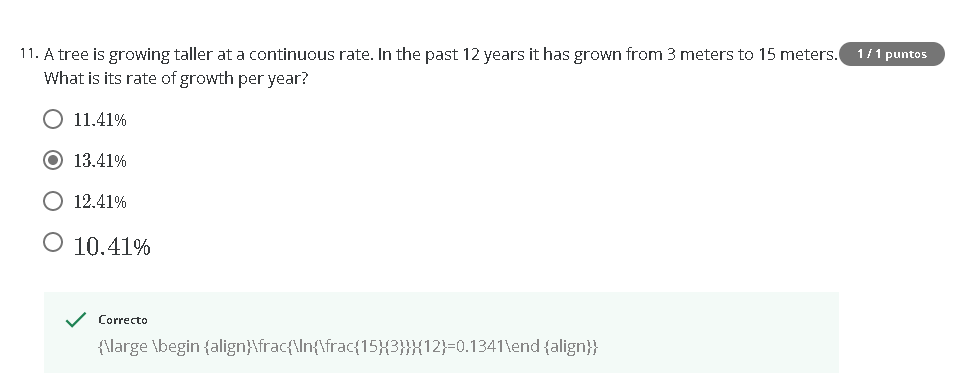 11. A tree is growing taller at a continuous rate. In the past 12 years it has grown from 3 meters to 15 meters. 1 / 1 puntos
What is its rate of growth per year?
11.41%
13.41%
12.41%
10.41%
Correcto
{\large \begin {align}\frac{\ln{\frac{15}{3}}}{12}=0.1341\end {align}}